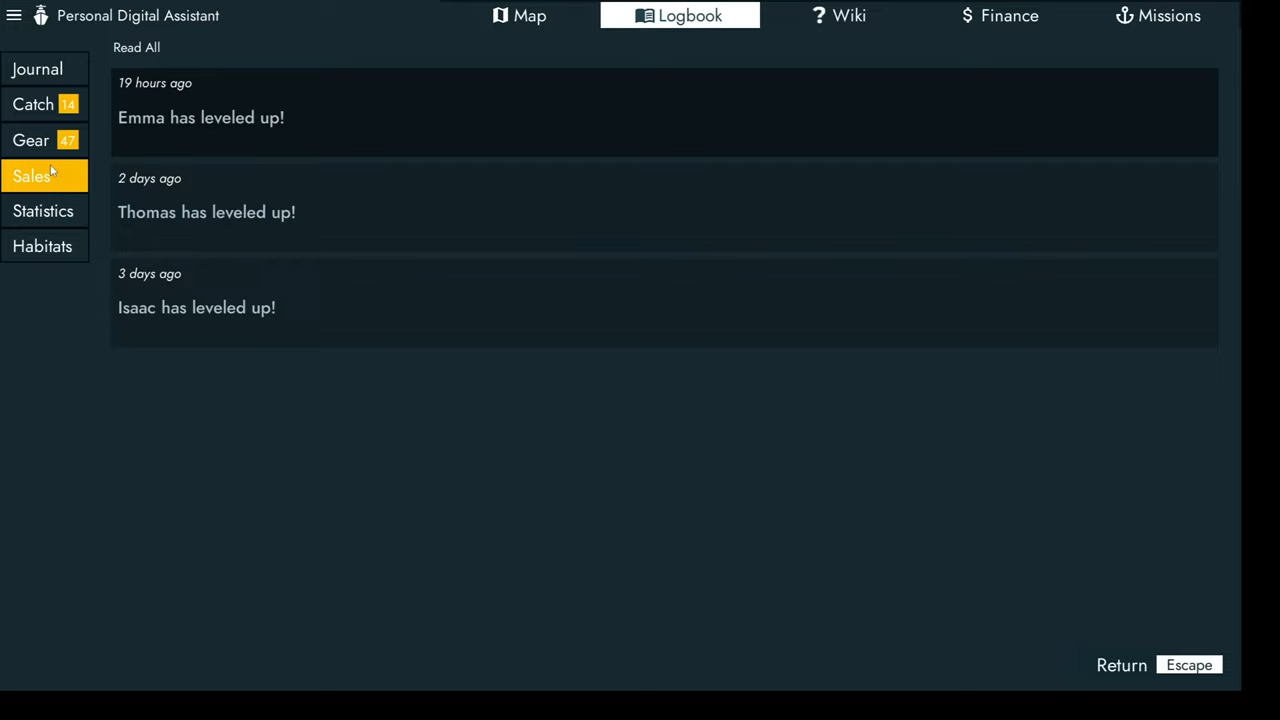 Personal Digital Assistant
Map
Logbook
? Wiki
$ Finance
Missions
Read All
Journal
Catch 14
Gear 47
Sales
Statistics
Habitats
19 hours ago
Emma has leveled up!
2 days ago
Thomas has leveled up!
3 days ago
Isaac has leveled up!
Return Escape